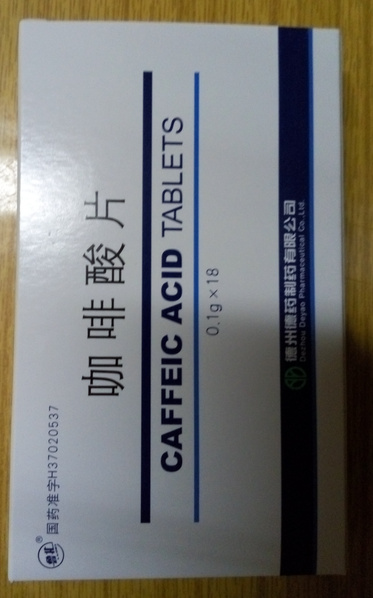 ® 国药准字H37020537
咖啡酸片
CAFFEIC ACID TABLETS
0.1g×18
德州德药制药有限公司
Dezhou Deyao Pharmaceutical Co.,Ltd.